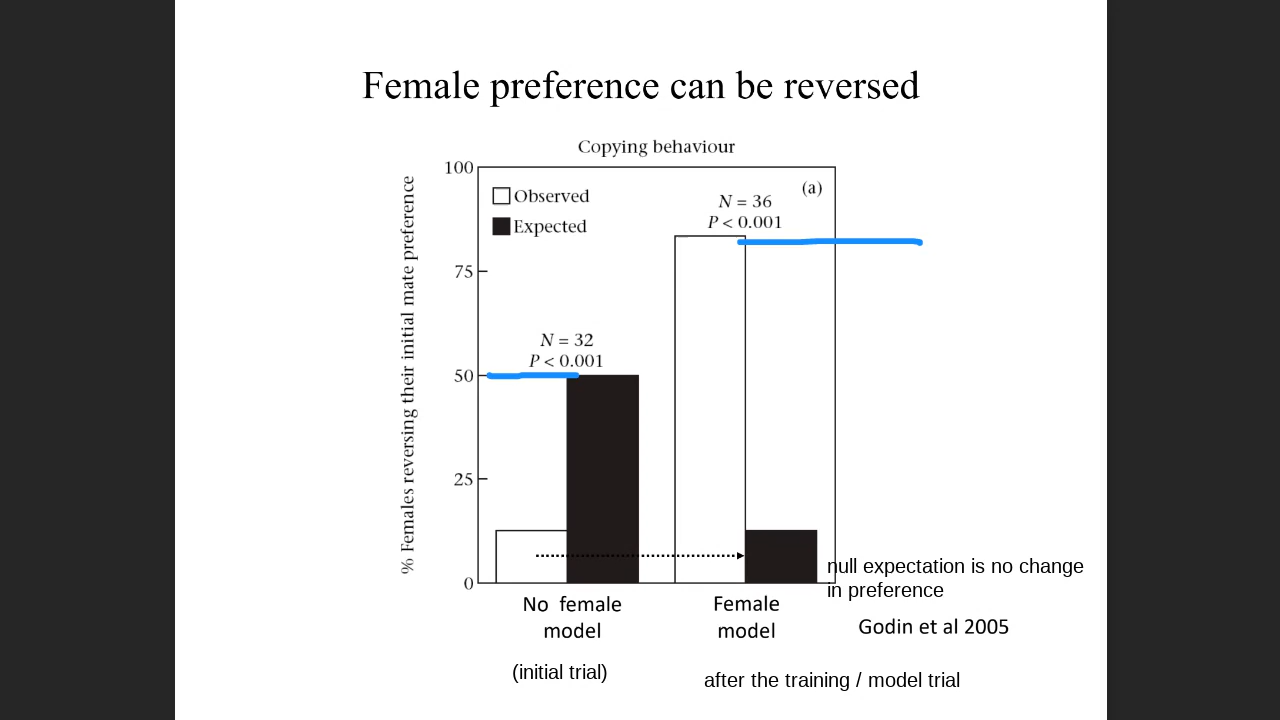 Female preference can be reversed
Copying behaviour
100
(a)
Observed
Expected
N = 36
P < 0.001
75
N = 32
P < 0.001
50
25
0
% Females reversing their initial mate preference
null expectation is no change
in preference
No female
model
Female
model
Godin et al 2005
(initial trial)
after the training / model trial